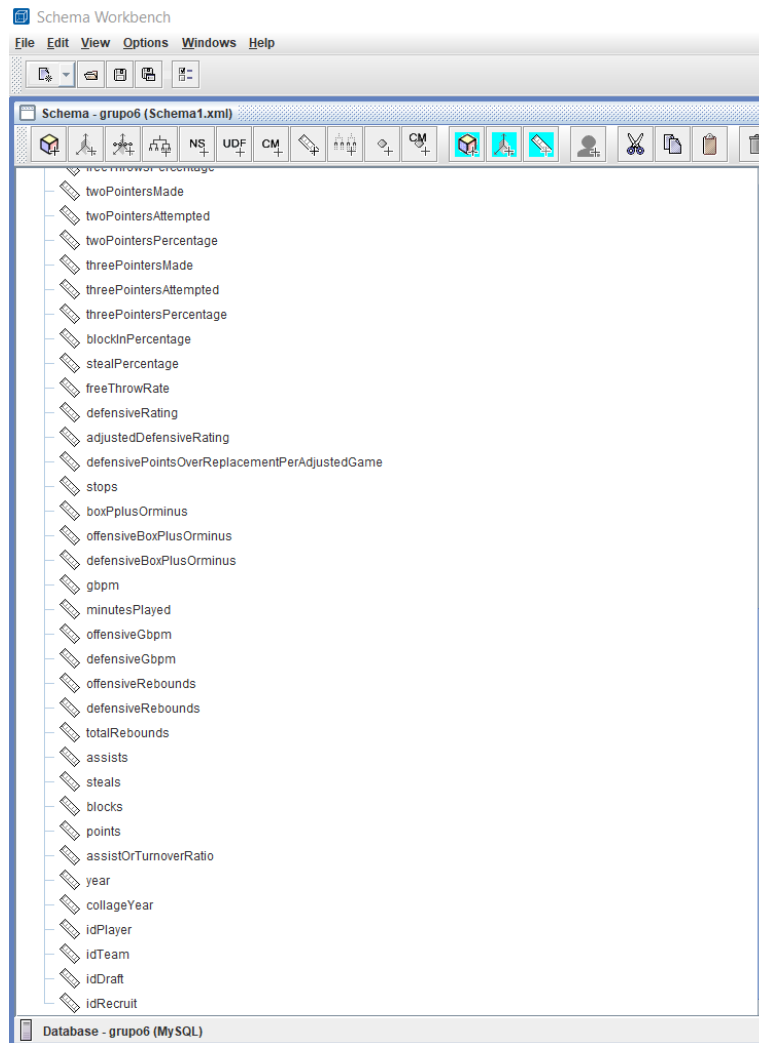 Schema Workbench
File Edit View Options Windows Help
Schema - grupo6 (Schema1.xml)
NS UDF CM CM
freeThrowsPercentage
twoPointersMade
twoPointersAttempted
twoPointersPercentage
threePointersMade
threePointersAttempted
threePointersPercentage
blockInPercentage
stealPercentage
freeThrowRate
defensiveRating
adjustedDefensiveRating
defensivePointsOverReplacementPerAdjustedGame
stops
boxPplusOrminus
offensiveBoxPlusOrminus
defensiveBoxPlusOrminus
gbpm
minutesPlayed
offensiveGbpm
defensiveGbpm
offensiveRebounds
defensiveRebounds
totalRebounds
assists
steals
blocks
points
assistOrTurnoverRatio
year
collageYear
idPlayer
idTeam
idDraft
idRecruit
Database - grupo6 (MySQL)